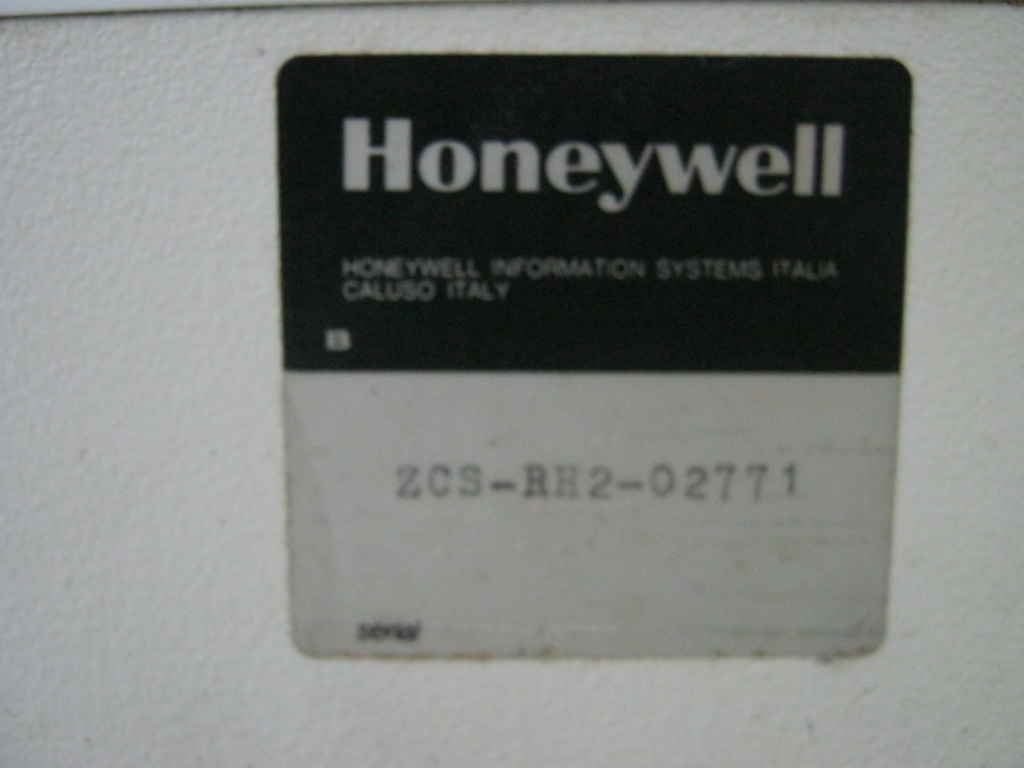 Honeywell
HONEYWELL INFORMATION SYSTEMS ITALIA
CALUSO ITALY
B
ZCS-RH2-02771
serial